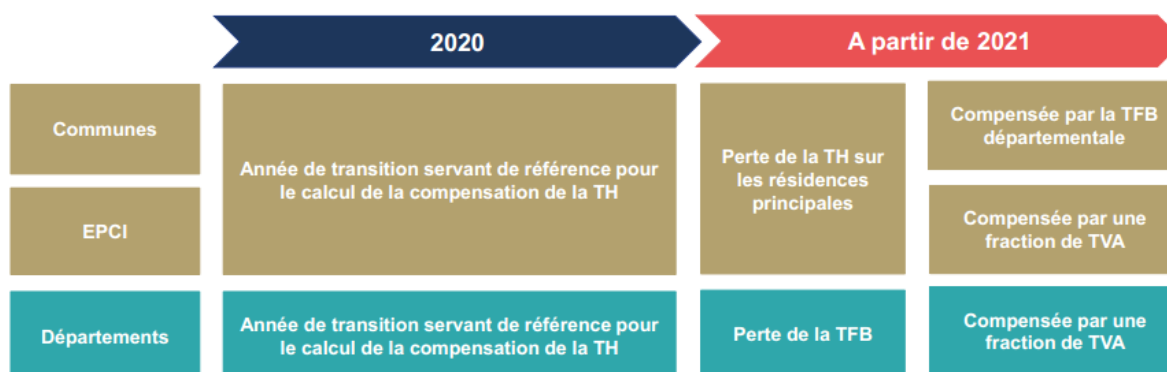 2020
A partir de 2021
Communes
EPCI
Année de transition servant de référence pour
le calcul de la compensation de la TH
Perte de la TH sur
les résidences
principales
Compensée par la TFB
départementale
Compensée par une
fraction de TVA
Départements
Année de transition servant de référence pour
le calcul de la compensation de la TH
Perte de la TFB
Compensée par une
fraction de TVA